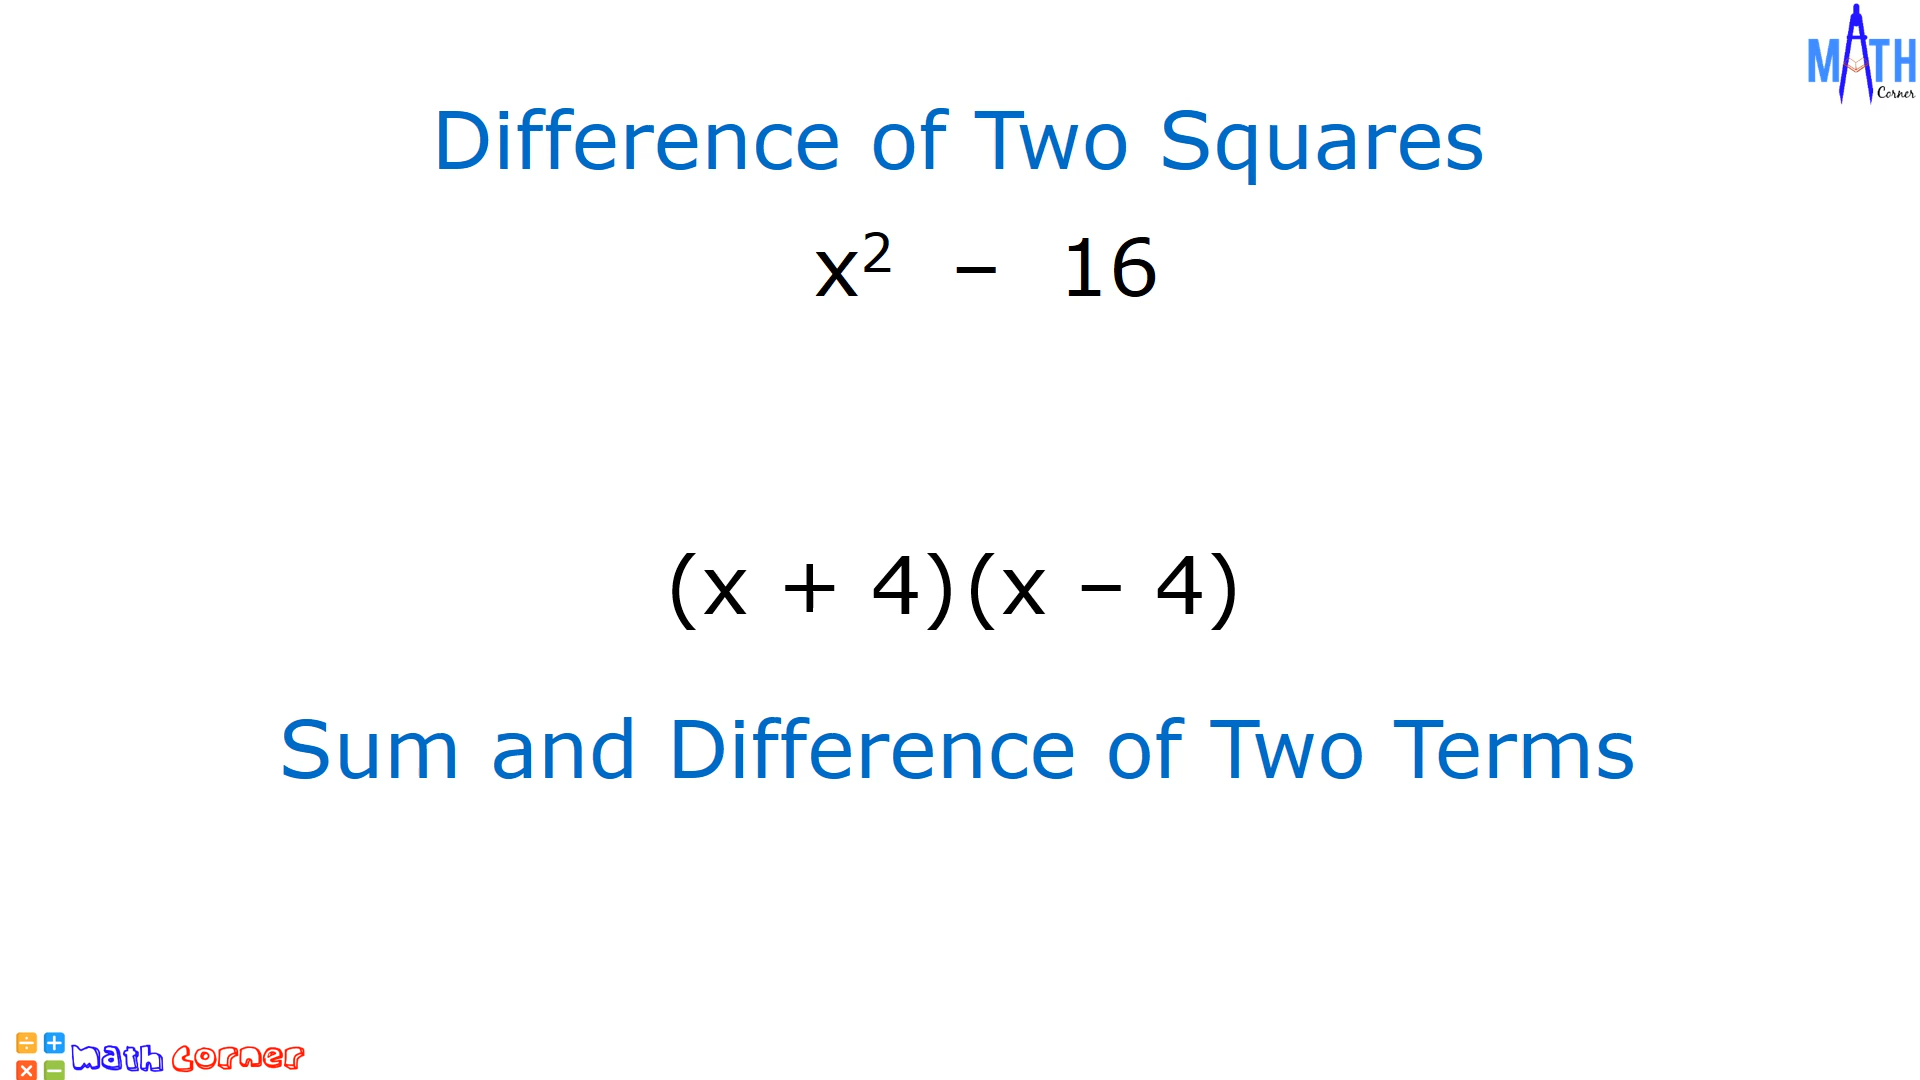 MATH
Corner
Difference of Two Squares
x² – 16
(x + 4)(x – 4)
Sum and Difference of Two Terms
÷ + × − math corner